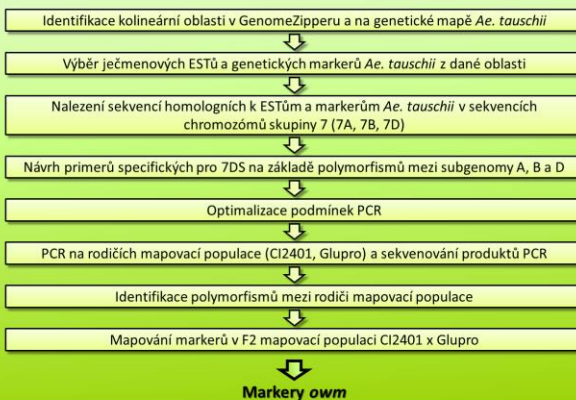 Identifikace kolineární oblasti v GenomeZipperu a na genetické mapě Ae. tauschii
Výběr ječmenových ESTů a genetických markerů Ae. tauschii z dané oblasti
Nalezení sekvencí homologních k ESTům a markerům Ae. tauschii v sekvencích
chromozómů skupiny 7 (7A, 7B, 7D)
Návrh primerů specifických pro 7DS na základě polymorfismů mezi subgenomy A, B a D
Optimalizace podmínek PCR
PCR na rodičích mapovací populace (CI2401, Glupro) a sekvenování produktů PCR
Identifikace polymorfismů mezi rodiči mapovací populace
Mapování markerů v F2 mapovací populaci CI2401 x Glupro
Markery owm